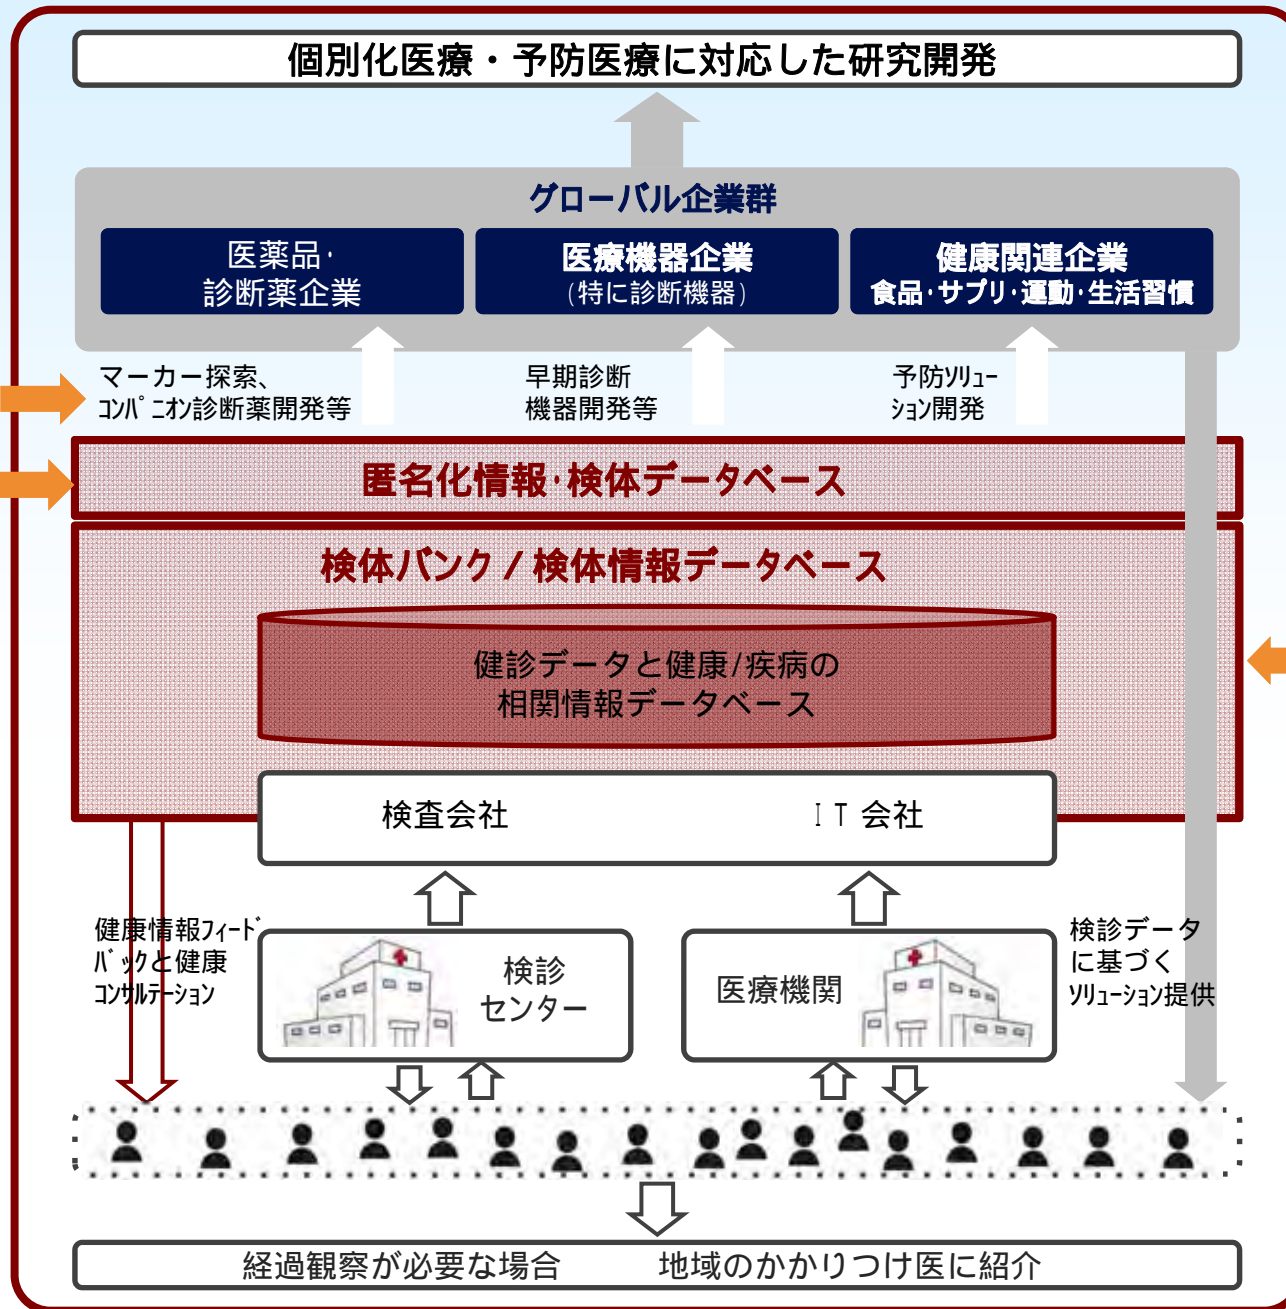 個別化医療・予防医療に対応した研究開発
グローバル企業群
医薬品・
診断薬企業
医療機器企業
(特に診断機器)
健康関連企業
食品・サプリ・運動・生活習慣
マーカー探索、
ｺﾝﾊﾟﾆｵﾝ診断薬開発等
早期診断
機器開発等
予防ｿﾘｭｰ
ｼｮﾝ開発
匿名化情報・検体データベース
検体バンク／検体情報データベース
健診データと健康/疾病の
相関情報データベース
検査会社
ＩＴ会社
健康情報ﾌｨｰﾄﾞ
ﾊﾞｯｸと健康
ｺﾝｻﾙﾃｰｼｮﾝ
検診
センター
医療機関
検診データ
に基づく
ｿﾘｭｰｼｮﾝ提供
経過観察が必要な場合　　地域のかかりつけ医に紹介